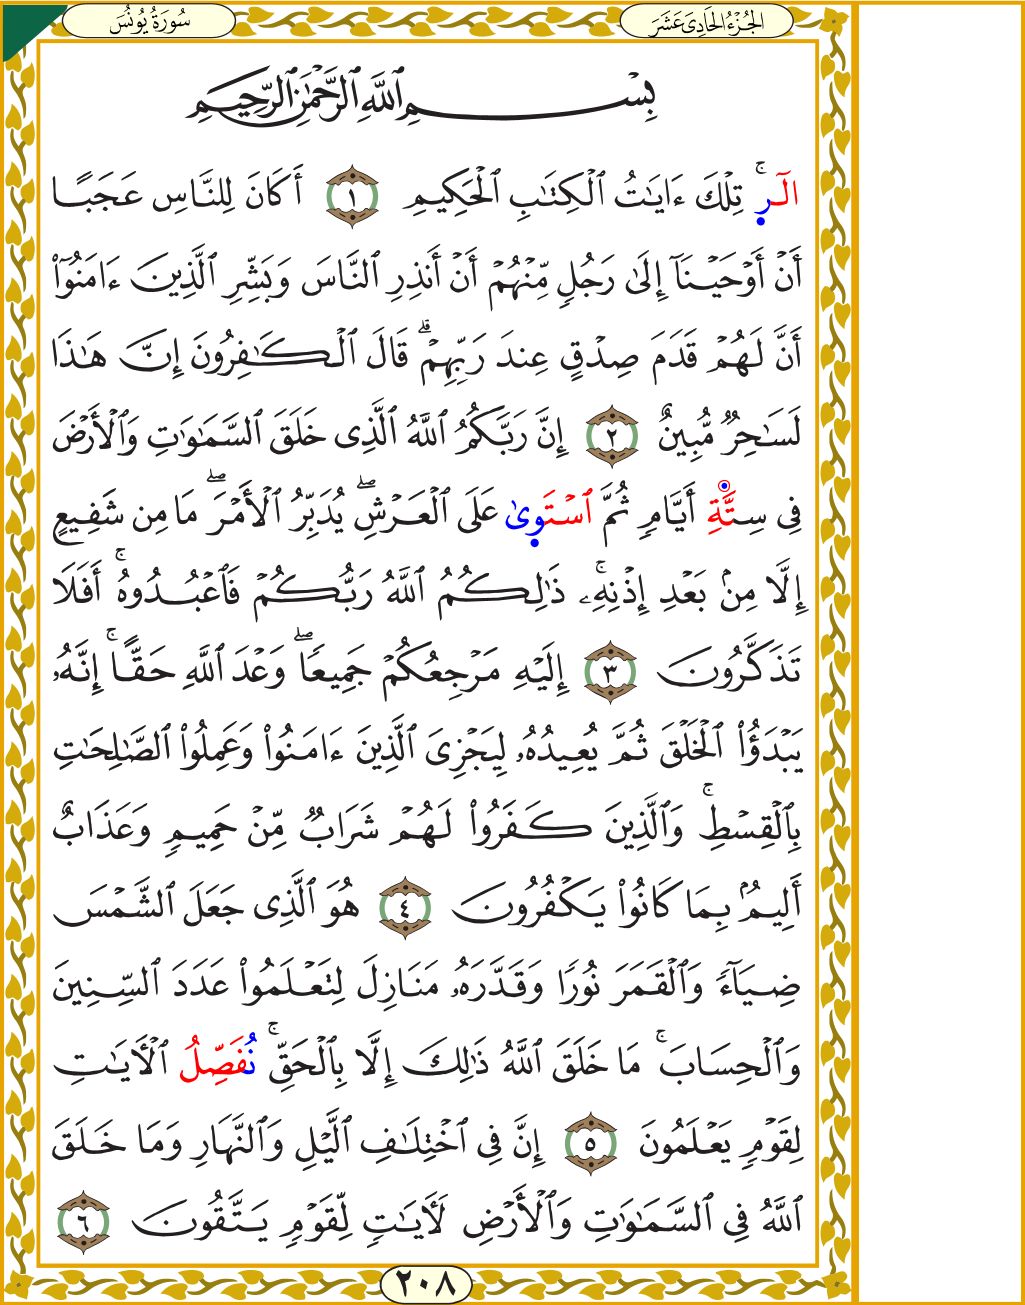 سُورَةُ يُونُسَ
الجُزْءُ الحَادِىَ عَشَرَ
بِسْمِ ٱللَّهِ ٱلرَّحْمَٰنِ ٱلرَّحِيمِ
الٓرۚ تِلْكَ ءَايَٰتُ ٱلْكِتَٰبِ ٱلْحَكِيمِ ١ أَكَانَ لِلنَّاسِ عَجَبًا
أَنْ أَوْحَيْنَآ إِلَىٰ رَجُلٍ مِّنْهُمْ أَنْ أَنذِرِ ٱلنَّاسَ وَبَشِّرِ ٱلَّذِينَ ءَامَنُوٓا۟
أَنَّ لَهُمْ قَدَمَ صِدْقٍ عِندَ رَبِّهِمْۗ قَالَ ٱلْكَٰفِرُونَ إِنَّ هَٰذَا
لَسَٰحِرٌ مُّبِينٌ ٢ إِنَّ رَبَّكُمُ ٱللَّهُ ٱلَّذِى خَلَقَ ٱلسَّمَٰوَٰتِ وَٱلْأَرْضَ
فِى سِتَّةِ أَيَّامٍ ثُمَّ ٱسْتَوِىٰ عَلَى ٱلْعَرْشِۖ يُدَبِّرُ ٱلْأَمْرَۖ مَا مِن شَفِيعٍ
إِلَّا مِنۢ بَعْدِ إِذْنِهِۦۚ ذَٰلِكُمُ ٱللَّهُ رَبُّكُمْ فَٱعْبُدُوهُۚ أَفَلَا
تَذَكَّرُونَ ٣ إِلَيْهِ مَرْجِعُكُمْ جَمِيعًاۖ وَعْدَ ٱللَّهِ حَقًّاۚ إِنَّهُۥ
يَبْدَؤُا۟ ٱلْخَلْقَ ثُمَّ يُعِيدُهُۥ لِيَجْزِىَ ٱلَّذِينَ ءَامَنُوا۟ وَعَمِلُوا۟ ٱلصَّٰلِحَٰتِ
بِٱلْقِسْطِۚ وَٱلَّذِينَ كَفَرُوا۟ لَهُمْ شَرَابٌ مِّنْ حَمِيمٍ وَعَذَابٌ
أَلِيمٌۢ بِمَا كَانُوا۟ يَكْفُرُونَ ٤ هُوَ ٱلَّذِى جَعَلَ ٱلشَّمْسَ
ضِيَآءً وَٱلْقَمَرَ نُورًا وَقَدَّرَهُۥ مَنَازِلَ لِتَعْلَمُوا۟ عَدَدَ ٱلسِّنِينَ
وَٱلْحِسَابَۚ مَا خَلَقَ ٱللَّهُ ذَٰلِكَ إِلَّا بِٱلْحَقِّۚ نُفَصِّلُ ٱلْأَيَٰتِ
لِقَوْمٍ يَعْلَمُونَ ٥ إِنَّ فِى ٱخْتِلَٰفِ ٱلَّيْلِ وَٱلنَّهَارِ وَمَا خَلَقَ
ٱللَّهُ فِى ٱلسَّمَٰوَٰتِ وَٱلْأَرْضِ لَأَيَٰتٍ لِّقَوْمٍ يَتَّقُونَ ٦
٢٠٨